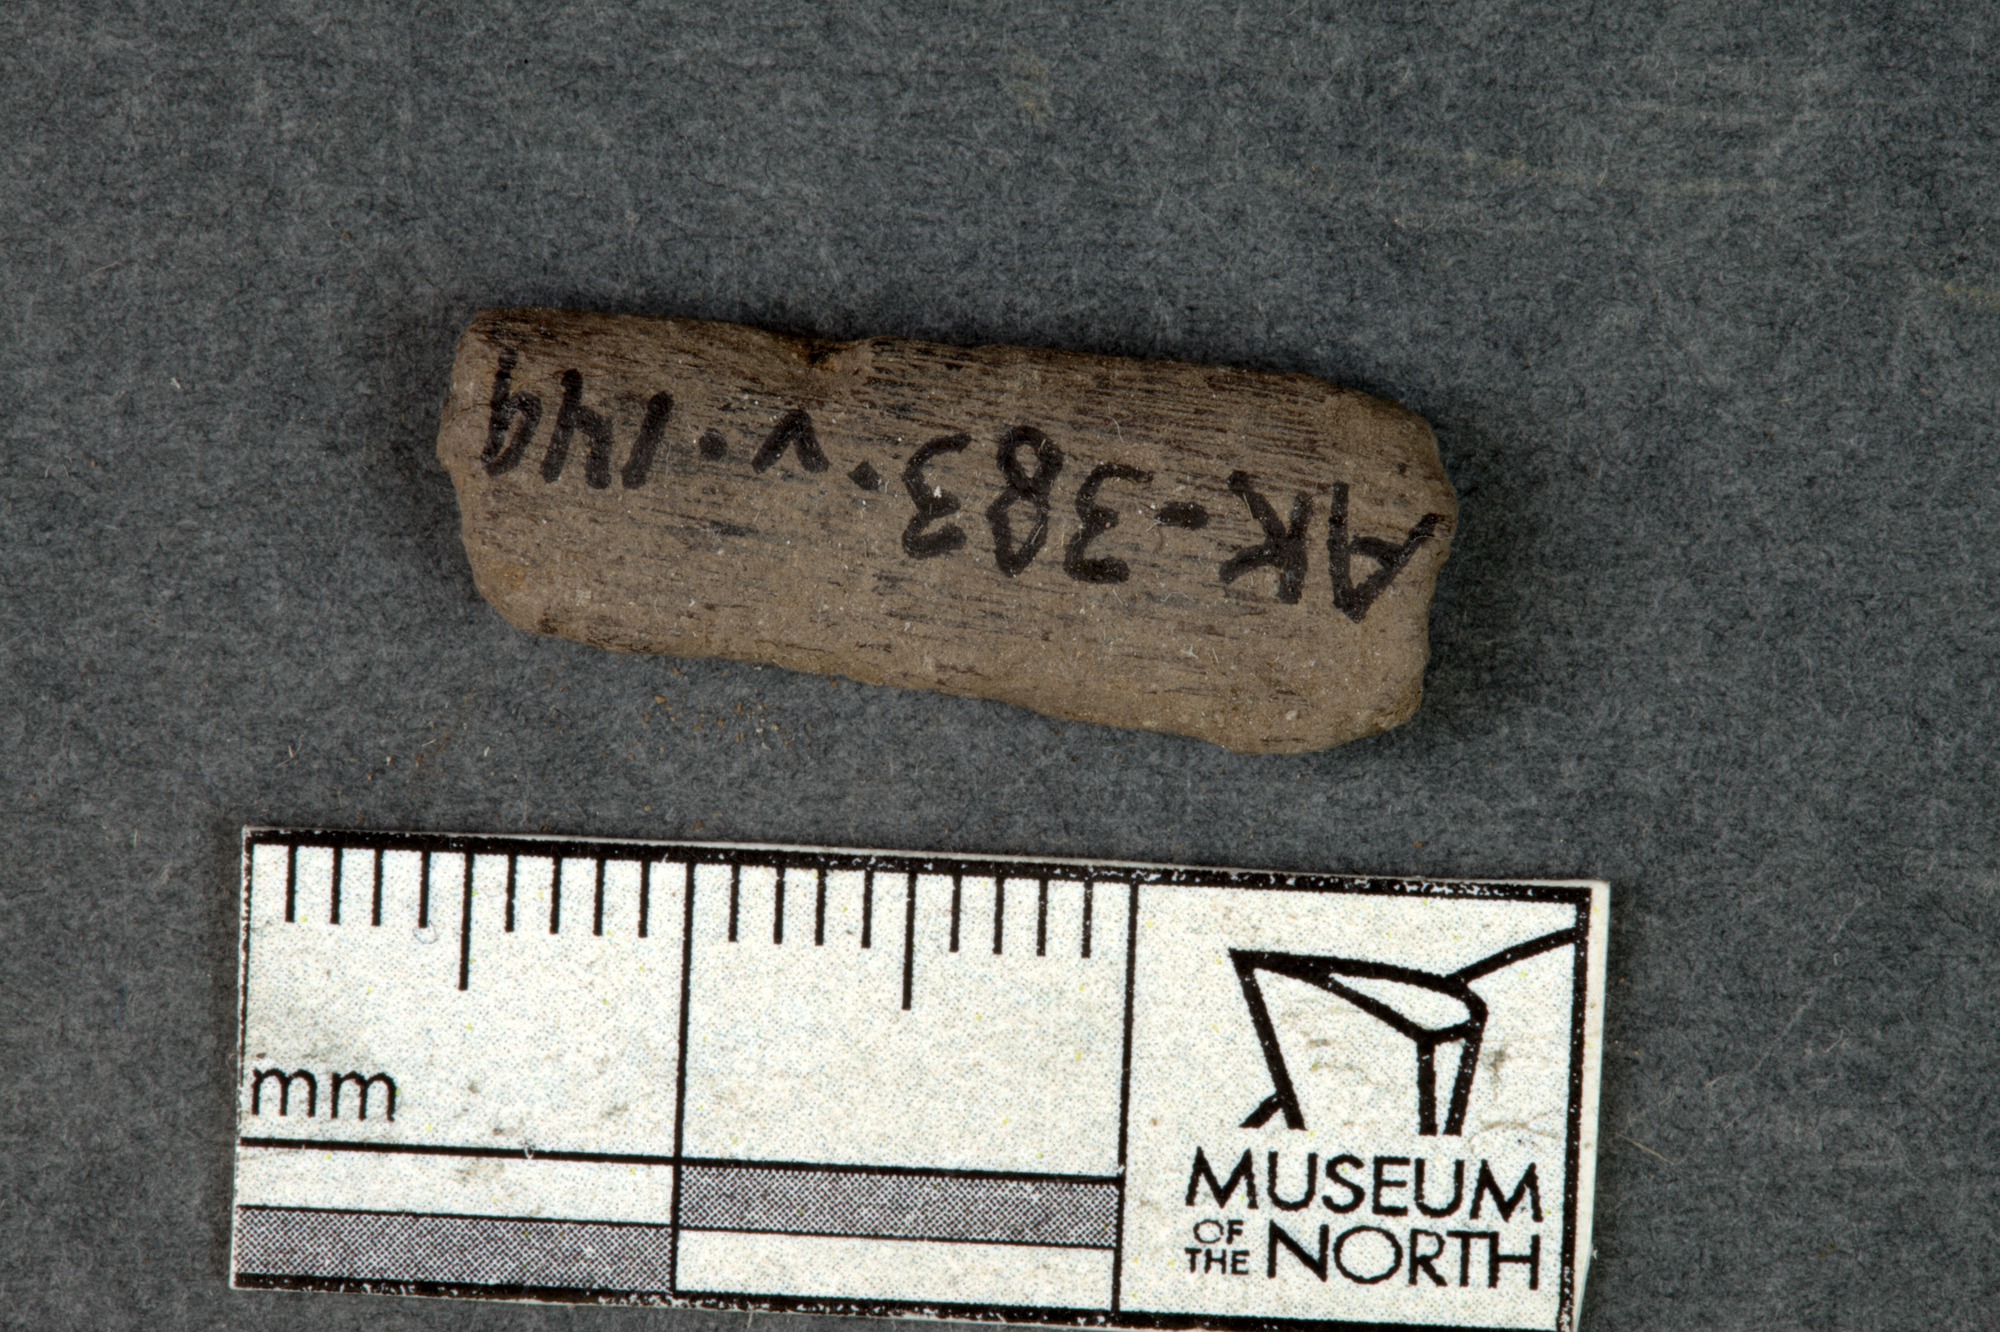 AK-383.V.149
mm
MUSEUM
OF THE NORTH